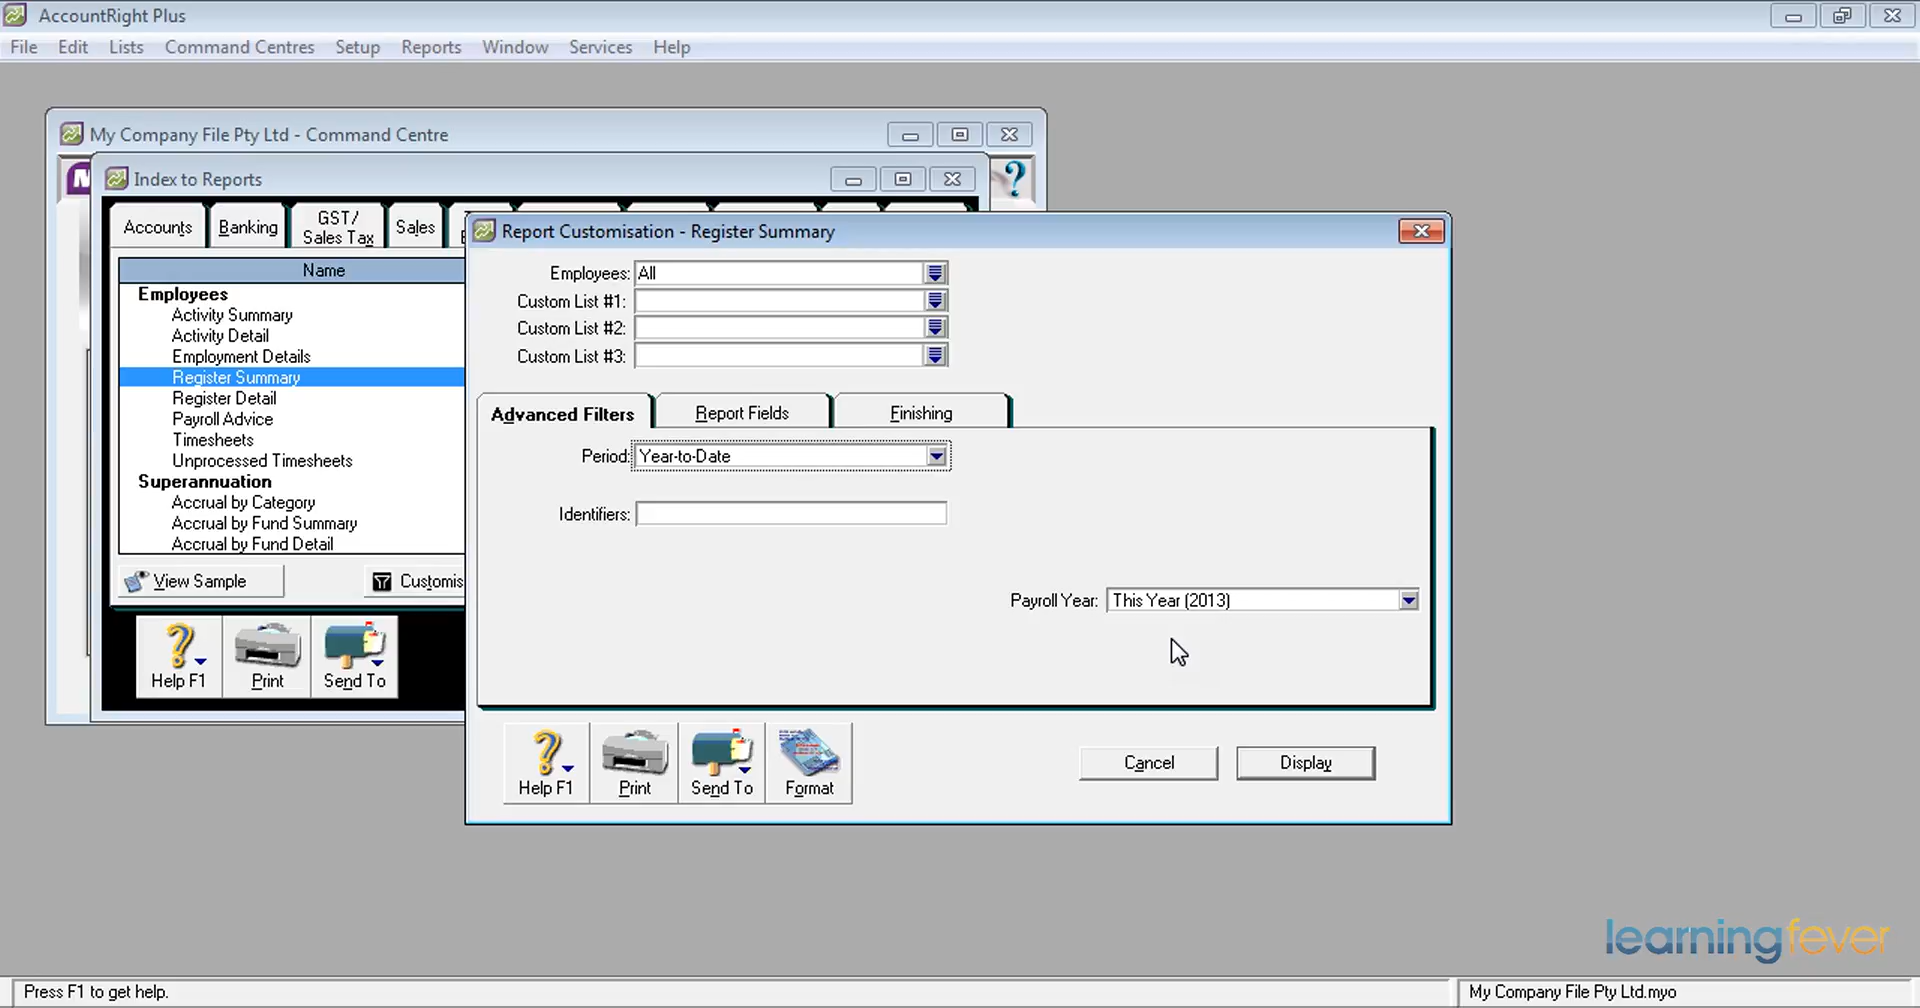 AccountRight Plus
File Edit Lists Command Centres Setup Reports Window Services Help
My Company File Pty Ltd - Command Centre
Index to Reports
Accounts
Banking
GST/
Sales Tax
Sales
Name
Employees
Activity Summary
Activity Detail
Employment Details
Register Summary
Register Detail
Payroll Advice
Timesheets
Unprocessed Timesheets
Superannuation
Accrual by Category
Accrual by Fund Summary
Accrual by Fund Detail
View Sample
Customis
Help F1
Print
Send To
Report Customisation - Register Summary
Employees: All
Custom List #1:
Custom List #2:
Custom List #3:
Advanced Filters
Report Fields
Finishing
Period: Year-to-Date
Identifiers:
Payroll Year: This Year (2013)
Help F1
Print
Send To
Format
Cancel
Display
learningfever
Press F1 to get help.
My Company File Pty Ltd.myo